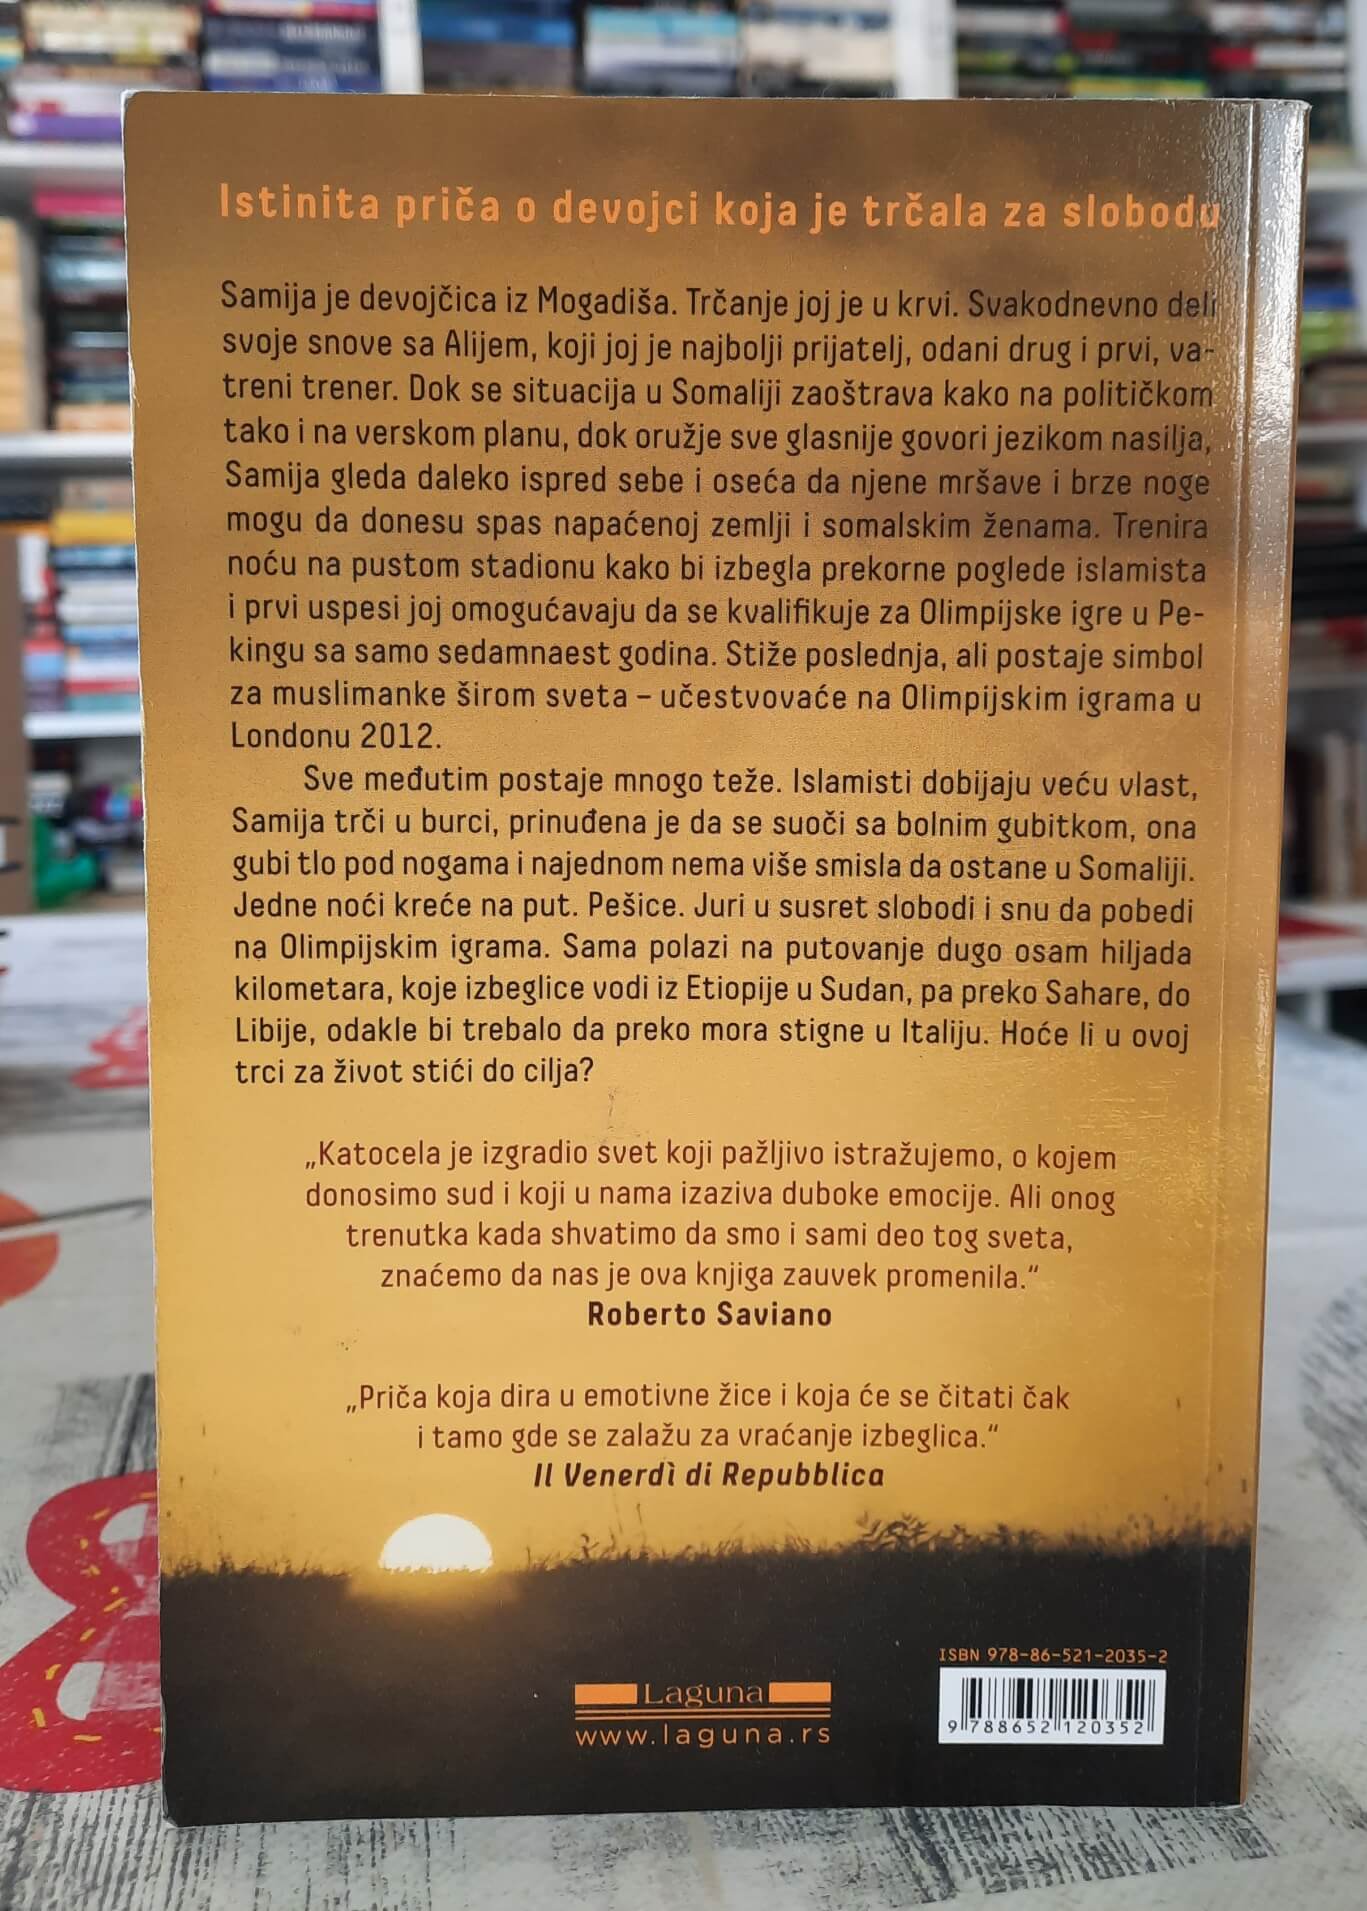 Istinita priča o devojci koja je trčala za slobodu
Samija je devojčica iz Mogadiša. Trčanje joj je u krvi. Svakodnevno deli
svoje snove sa Alijem, koji joj je najbolji prijatelj, odani drug i prvi, va-
treni trener. Dok se situacija u Somaliji zaoštrava kako na političkom
tako i na verskom planu, dok oružje sve glasnije govori jezikom nasilja,
Samija gleda daleko ispred sebe i oseća da njene mršave i brze noge
mogu da donesu spas napaćenoj zemlji i somalskim ženama. Trenira
noću na pustom stadionu kako bi izbegla prekorne poglede islamista
i prvi uspesi joj omogućavaju da se kvalifikuje za Olimpijske igre u Pe-
kingu sa samo sedamnaest godina. Stiže poslednja, ali postaje simbol
za muslimanke širom sveta – učestvovaće na Olimpijskim igrama u
Londonu 2012.
Sve međutim postaje mnogo teže. Islamisti dobijaju veću vlast,
Samija trči u burci, prinuđena je da se suoči sa bolnim gubitkom, ona
gubi tlo pod nogama i najednom nema više smisla da ostane u Somaliji.
Jedne noći kreće na put. Pešice. Juri u susret slobodi i snu da pobedi
na Olimpijskim igrama. Sama polazi na putovanje dugo osam hiljada
kilometara, koje izbeglice vodi iz Etiopije u Sudan, pa preko Sahare, do
Libije, odakle bi trebalo da preko mora stigne u Italiju. Hoće li u ovoj
trci za život stići do cilja?
„Katocela je izgradio svet koji pažljivo istražujemo, o kojem
donosimo sud i koji u nama izaziva duboke emocije. Ali onog
trenutka kada shvatimo da smo i sami deo tog sveta,
znaćemo da nas je ova knjiga zauvek promenila.“
Roberto Saviano
„Priča koja dira u emotivne žice i koja će se čitati čak
i tamo gde se zalažu za vraćanje izbeglica.“
Il Venerdì di Repubblica
Laguna
www.laguna.rs
ISBN 978-86-521-2035-2
9 788652 120352